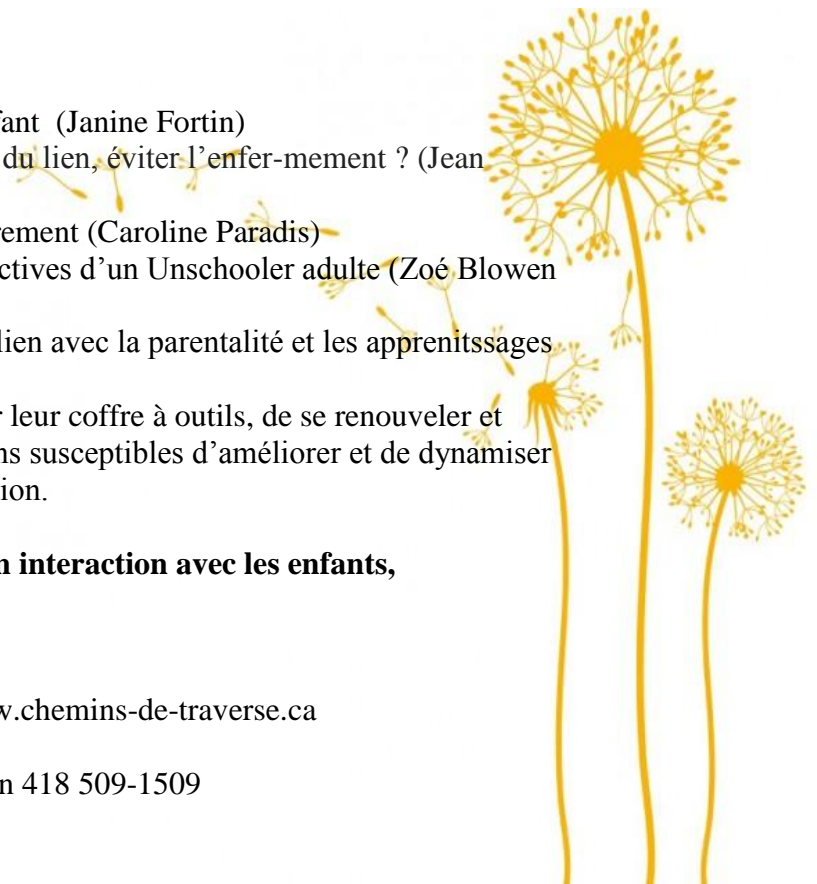 fant (Janine Fortin)
du lien, éviter l’enfer-mement ? (Jean
rement (Caroline Paradis)
ctives d’un Unschooler adulte (Zoé Blowen
lien avec la parentalité et les apprenitssages
r leur coffre à outils, de se renouveler et
ns susceptibles d’améliorer et de dynamiser
ion.
n interaction avec les enfants,
w.chemins-de-traverse.ca
n 418 509-1509